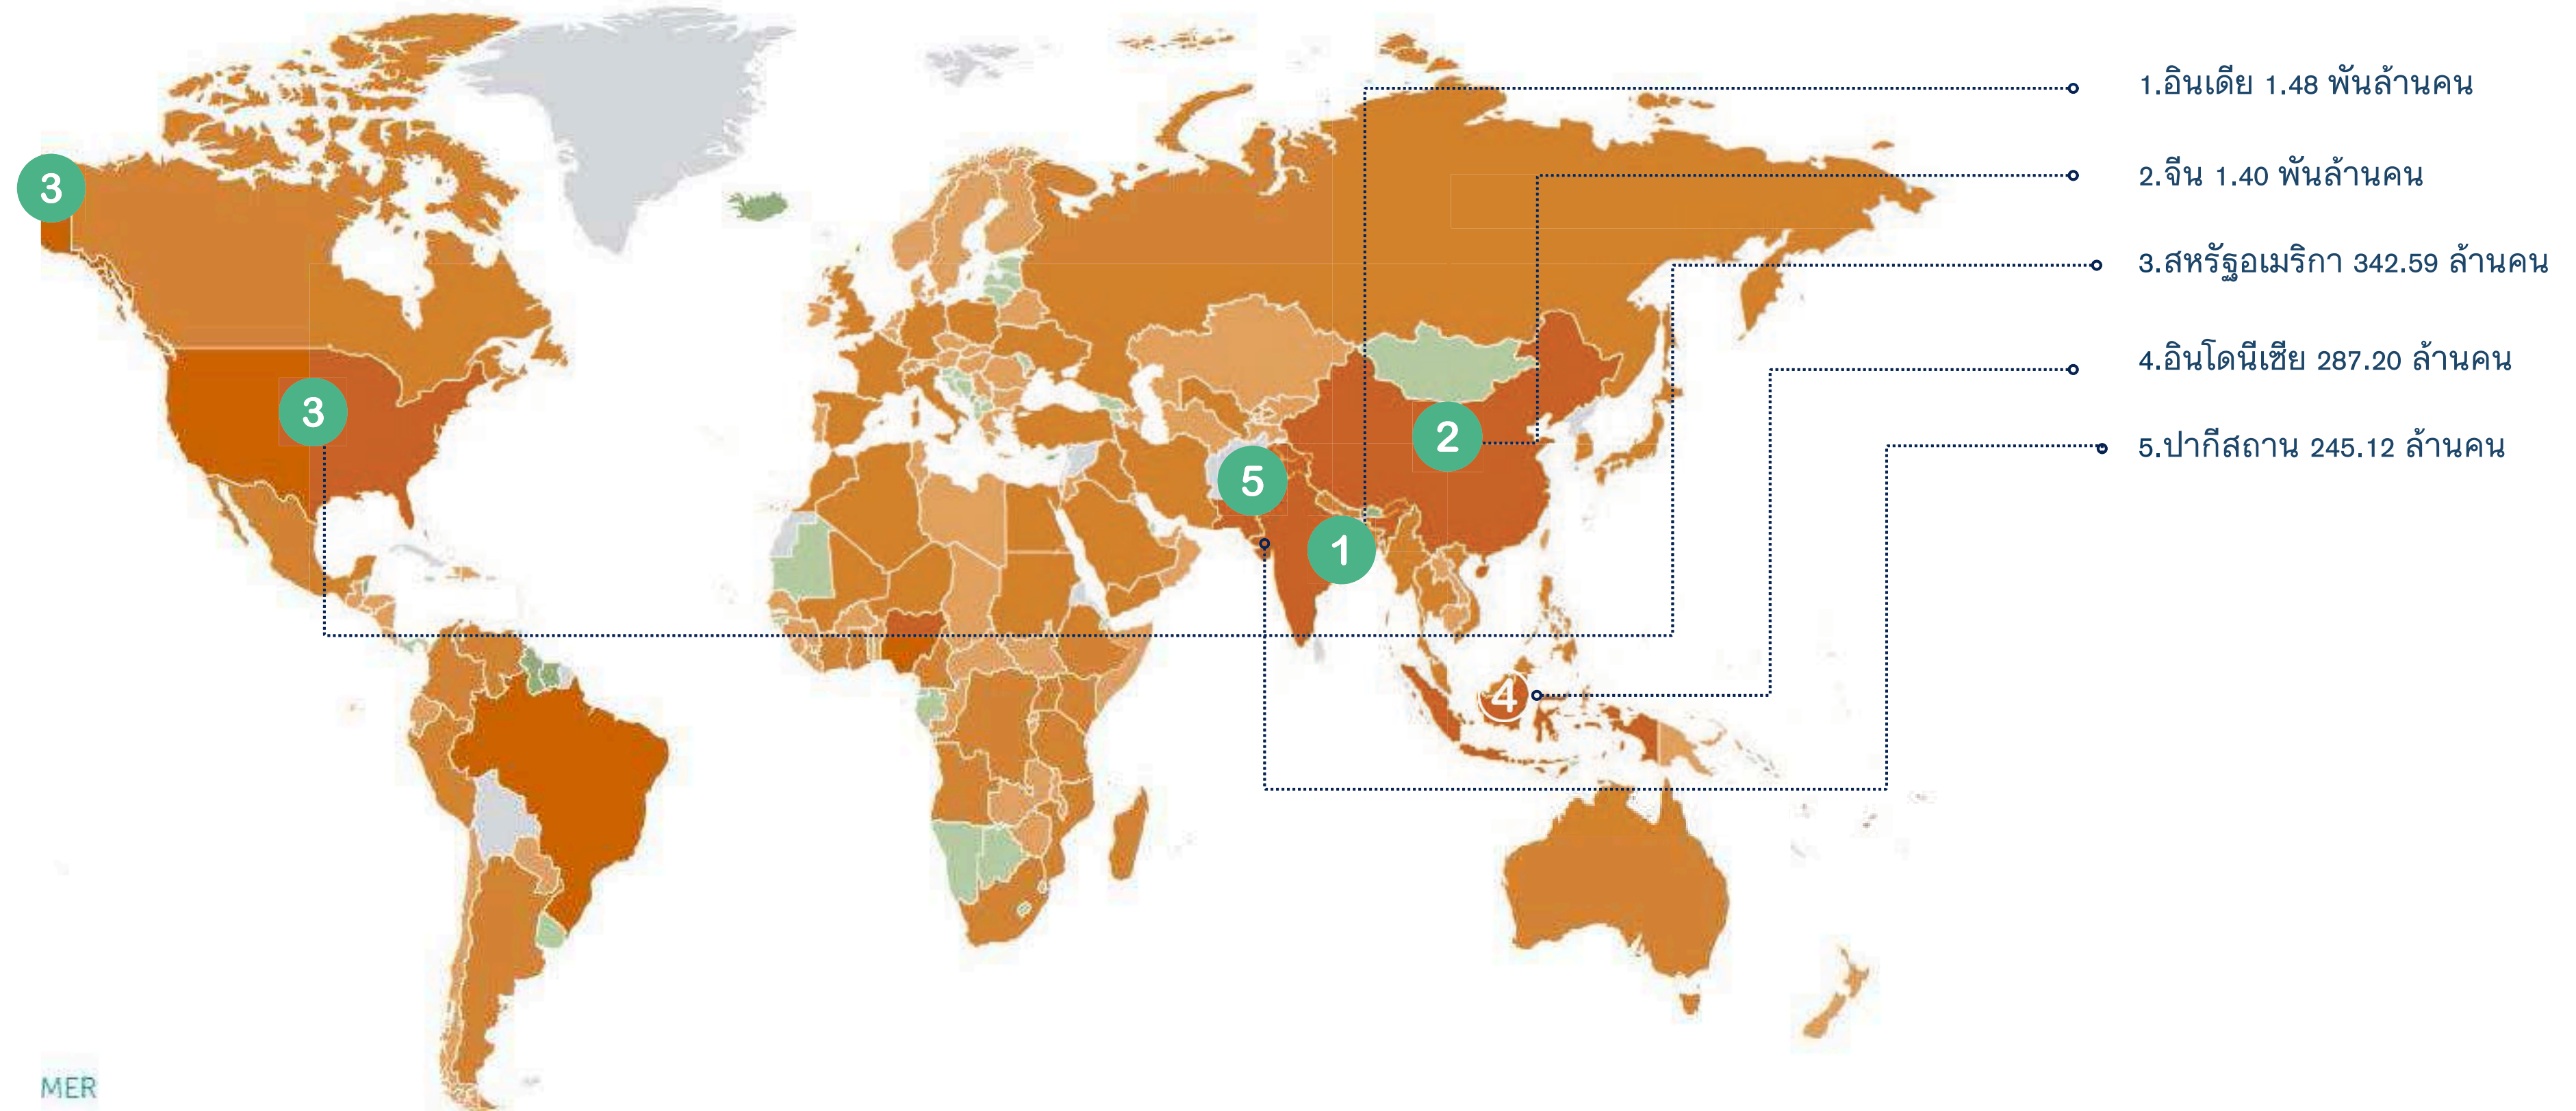 1.อินเดีย 1.48 พันล้านคน
2.จีน 1.40 พันล้านคน
3
3.สหรัฐอเมริกา 342.59 ล้านคน
4.อินโดนีเซีย 287.20 ล้านคน
3
2
5.ปากีสถาน 245.12 ล้านคน
5
1
4
MER